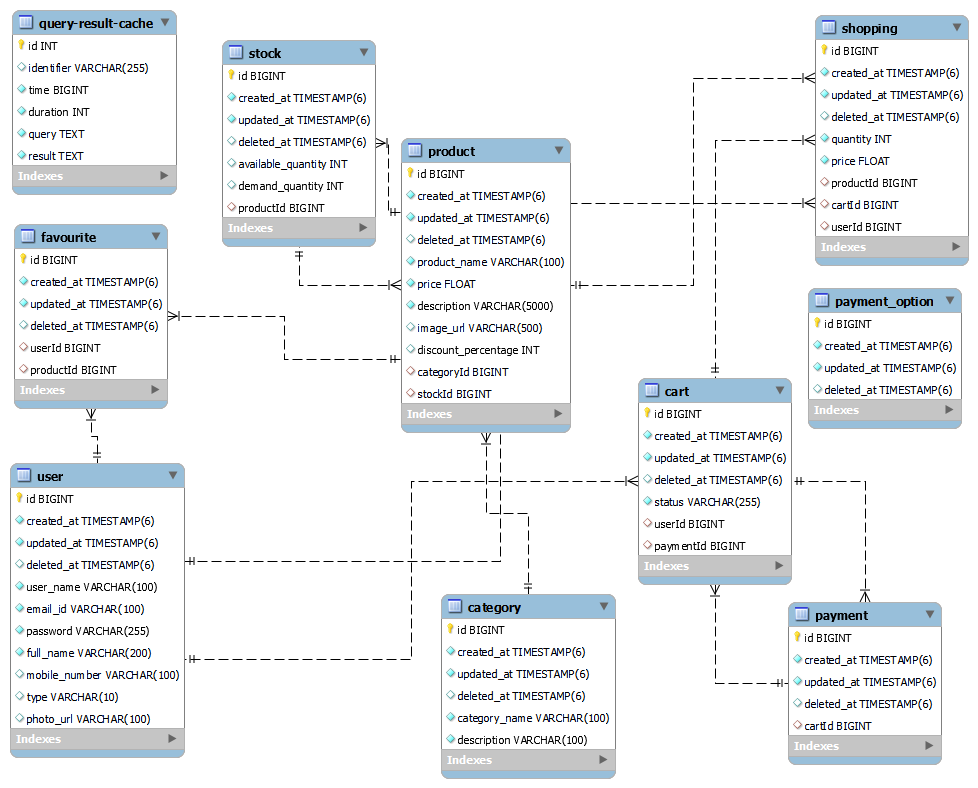 query-result-cache
id INT
identifier VARCHAR(255)
time BIGINT
duration INT
query TEXT
result TEXT
Indexes
stock
id BIGINT
created_at TIMESTAMP(6)
updated_at TIMESTAMP(6)
deleted_at TIMESTAMP(6)
available_quantity INT
demand_quantity INT
productId BIGINT
Indexes
shopping
id BIGINT
created_at TIMESTAMP(6)
updated_at TIMESTAMP(6)
deleted_at TIMESTAMP(6)
quantity INT
price FLOAT
productId BIGINT
cartId BIGINT
userId BIGINT
Indexes
product
id BIGINT
created_at TIMESTAMP(6)
updated_at TIMESTAMP(6)
deleted_at TIMESTAMP(6)
product_name VARCHAR(100)
price FLOAT
description VARCHAR(5000)
image_url VARCHAR(500)
discount_percentage INT
categoryId BIGINT
stockId BIGINT
Indexes
favourite
id BIGINT
created_at TIMESTAMP(6)
updated_at TIMESTAMP(6)
deleted_at TIMESTAMP(6)
userId BIGINT
productId BIGINT
Indexes
payment_option
id BIGINT
created_at TIMESTAMP(6)
updated_at TIMESTAMP(6)
deleted_at TIMESTAMP(6)
Indexes
cart
id BIGINT
created_at TIMESTAMP(6)
updated_at TIMESTAMP(6)
deleted_at TIMESTAMP(6)
status VARCHAR(255)
userId BIGINT
paymentId BIGINT
Indexes
user
id BIGINT
created_at TIMESTAMP(6)
updated_at TIMESTAMP(6)
deleted_at TIMESTAMP(6)
user_name VARCHAR(100)
email_id VARCHAR(100)
password VARCHAR(255)
full_name VARCHAR(200)
mobile_number VARCHAR(100)
type VARCHAR(10)
photo_url VARCHAR(100)
Indexes
category
id BIGINT
created_at TIMESTAMP(6)
updated_at TIMESTAMP(6)
deleted_at TIMESTAMP(6)
category_name VARCHAR(100)
description VARCHAR(100)
Indexes
payment
id BIGINT
created_at TIMESTAMP(6)
updated_at TIMESTAMP(6)
deleted_at TIMESTAMP(6)
cartId BIGINT
Indexes